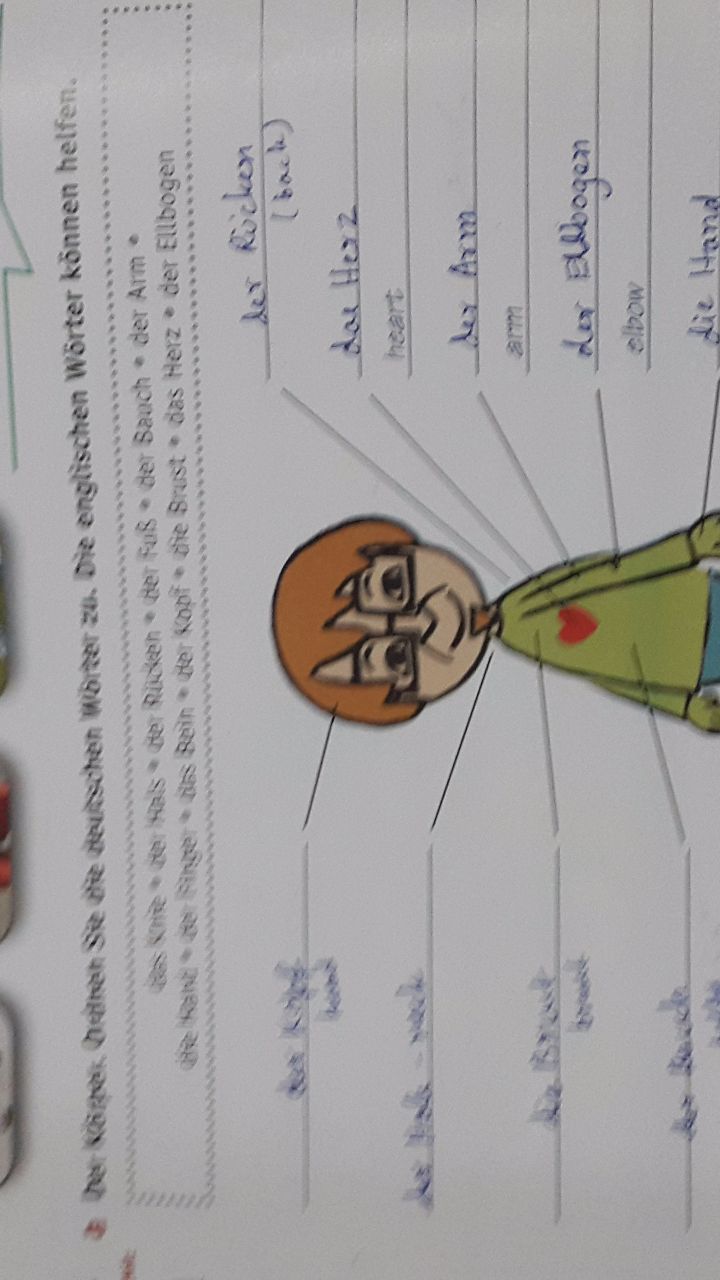 Der Körper. Ordnen Sie die deutschen Wörter zu. Die englischen Wörter können helfen.
das Knie • der Hals • der Rücken • der Fuß • der Bauch • der Arm •
die Hand • der Finger • das Bein • der Kopf • die Brust • das Herz • der Ellbogen
der Kopf
head
der Hals - neck
die Brust
der Bauch
der Rücken
(back)
das Herz
heart
der Arm
arm
der Ellbogen
elbow
die Hand